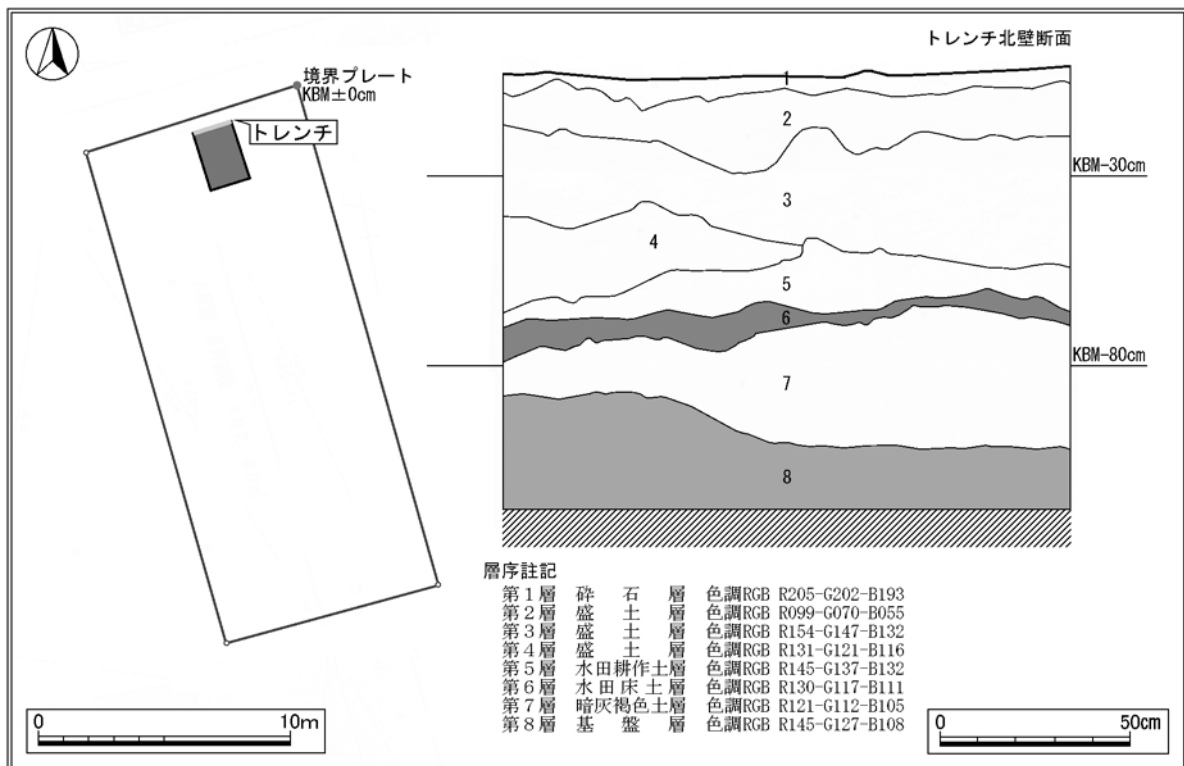 トレンチ北壁断面
境界プレート
KBM±0cm
トレンチ
1
2
KBM-30cm
3
4
5
6
KBM-80cm
7
8
層序註記
第1層 砕石層 色調RGB R205-G202-B193
第2層 盛土層 色調RGB R099-G070-B055
第3層 盛土層 色調RGB R154-G147-B132
第4層 盛土層 色調RGB R131-G121-B116
第5層 水田耕作土層 色調RGB R145-G137-B132
第6層 水田床土層 色調RGB R130-G117-B111
第7層 暗灰褐色土層 色調RGB R121-G112-B105
第8層 基盤層 色調RGB R145-G127-B108
0 10m
0 50cm